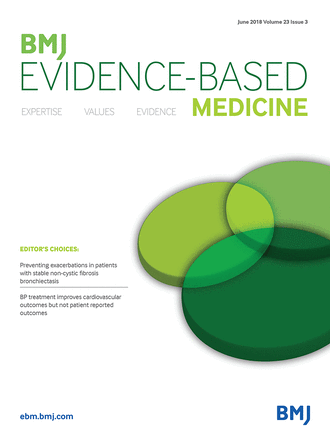 June 2018 Volume 23 Issue 3
BMJ
EVIDENCE-BASED
EXPERTISE VALUES EVIDENCE MEDICINE
EDITOR'S CHOICES:
Preventing exacerbations in patients
with stable non-cystic fibrosis
bronchiectasis
BP treatment improves cardiovascular
outcomes but not patient reported
outcomes
ebm.bmj.com
BMJ